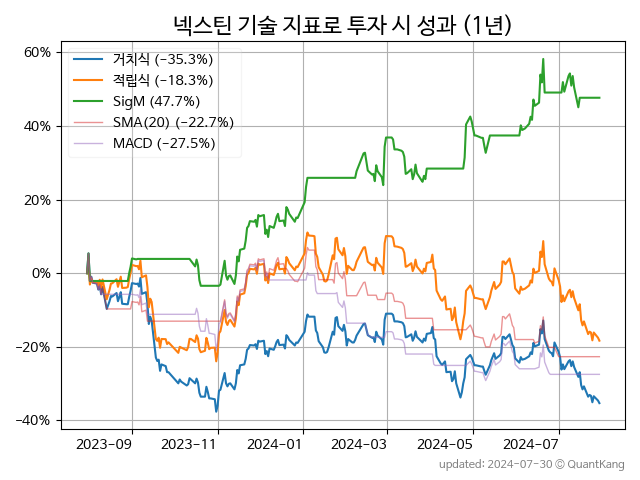 넥스틴 기술 지표로 투자 시 성과 (1년)
거치식 (−35.3%)
적립식 (−18.3%)
SigM (47.7%)
SMA(20) (−22.7%)
MACD (−27.5%)
60%
40%
20%
0%
−20%
−40%
2023-09 2023-11 2024-01 2024-03 2024-05 2024-07
updated: 2024-07-30 © QuantKang